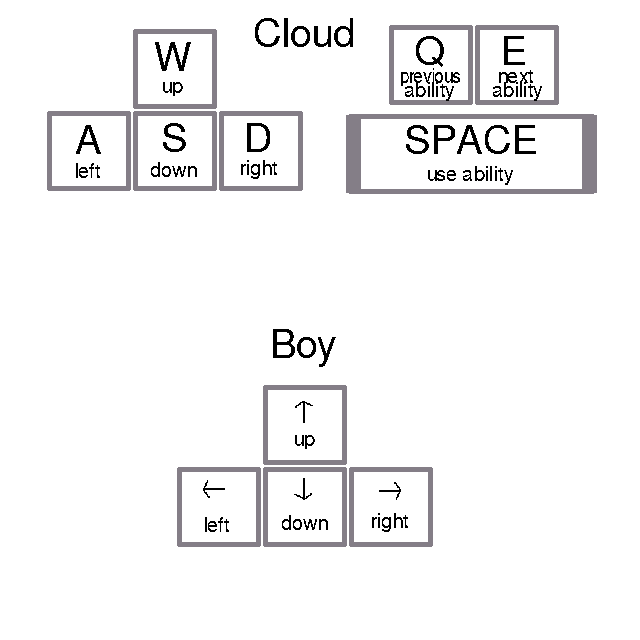 Cloud
W
up
A
left
S
down
D
right
Q
previous
ability
E
next
ability
SPACE
use ability
Boy
↑
up
←
left
↓
down
→
right